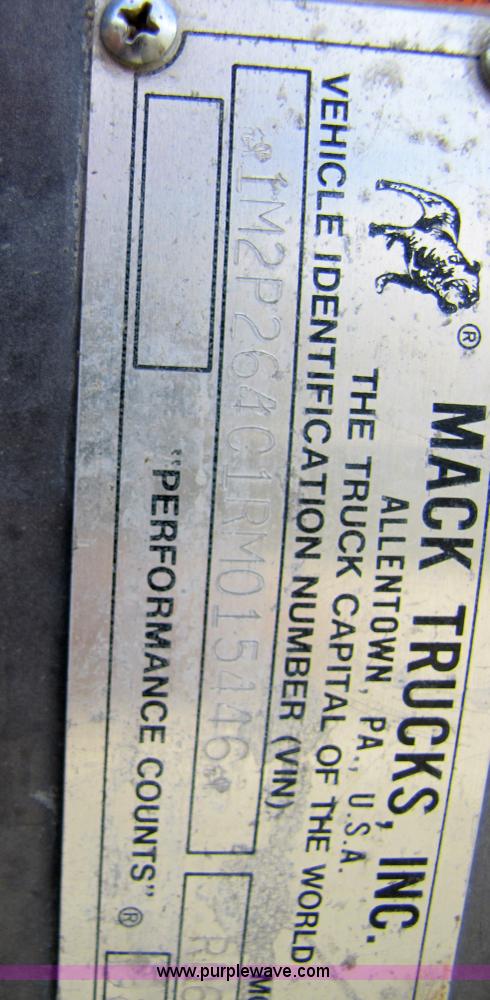 ®
MACK TRUCKS, INC.
ALLENTOWN, PA., U.S.A.
THE TRUCK CAPITAL OF THE WORLD
VEHICLE IDENTIFICATION NUMBER (VIN)
1M2P264C1RM015446
"PERFORMANCE COUNTS" ®
www.purplewave.com